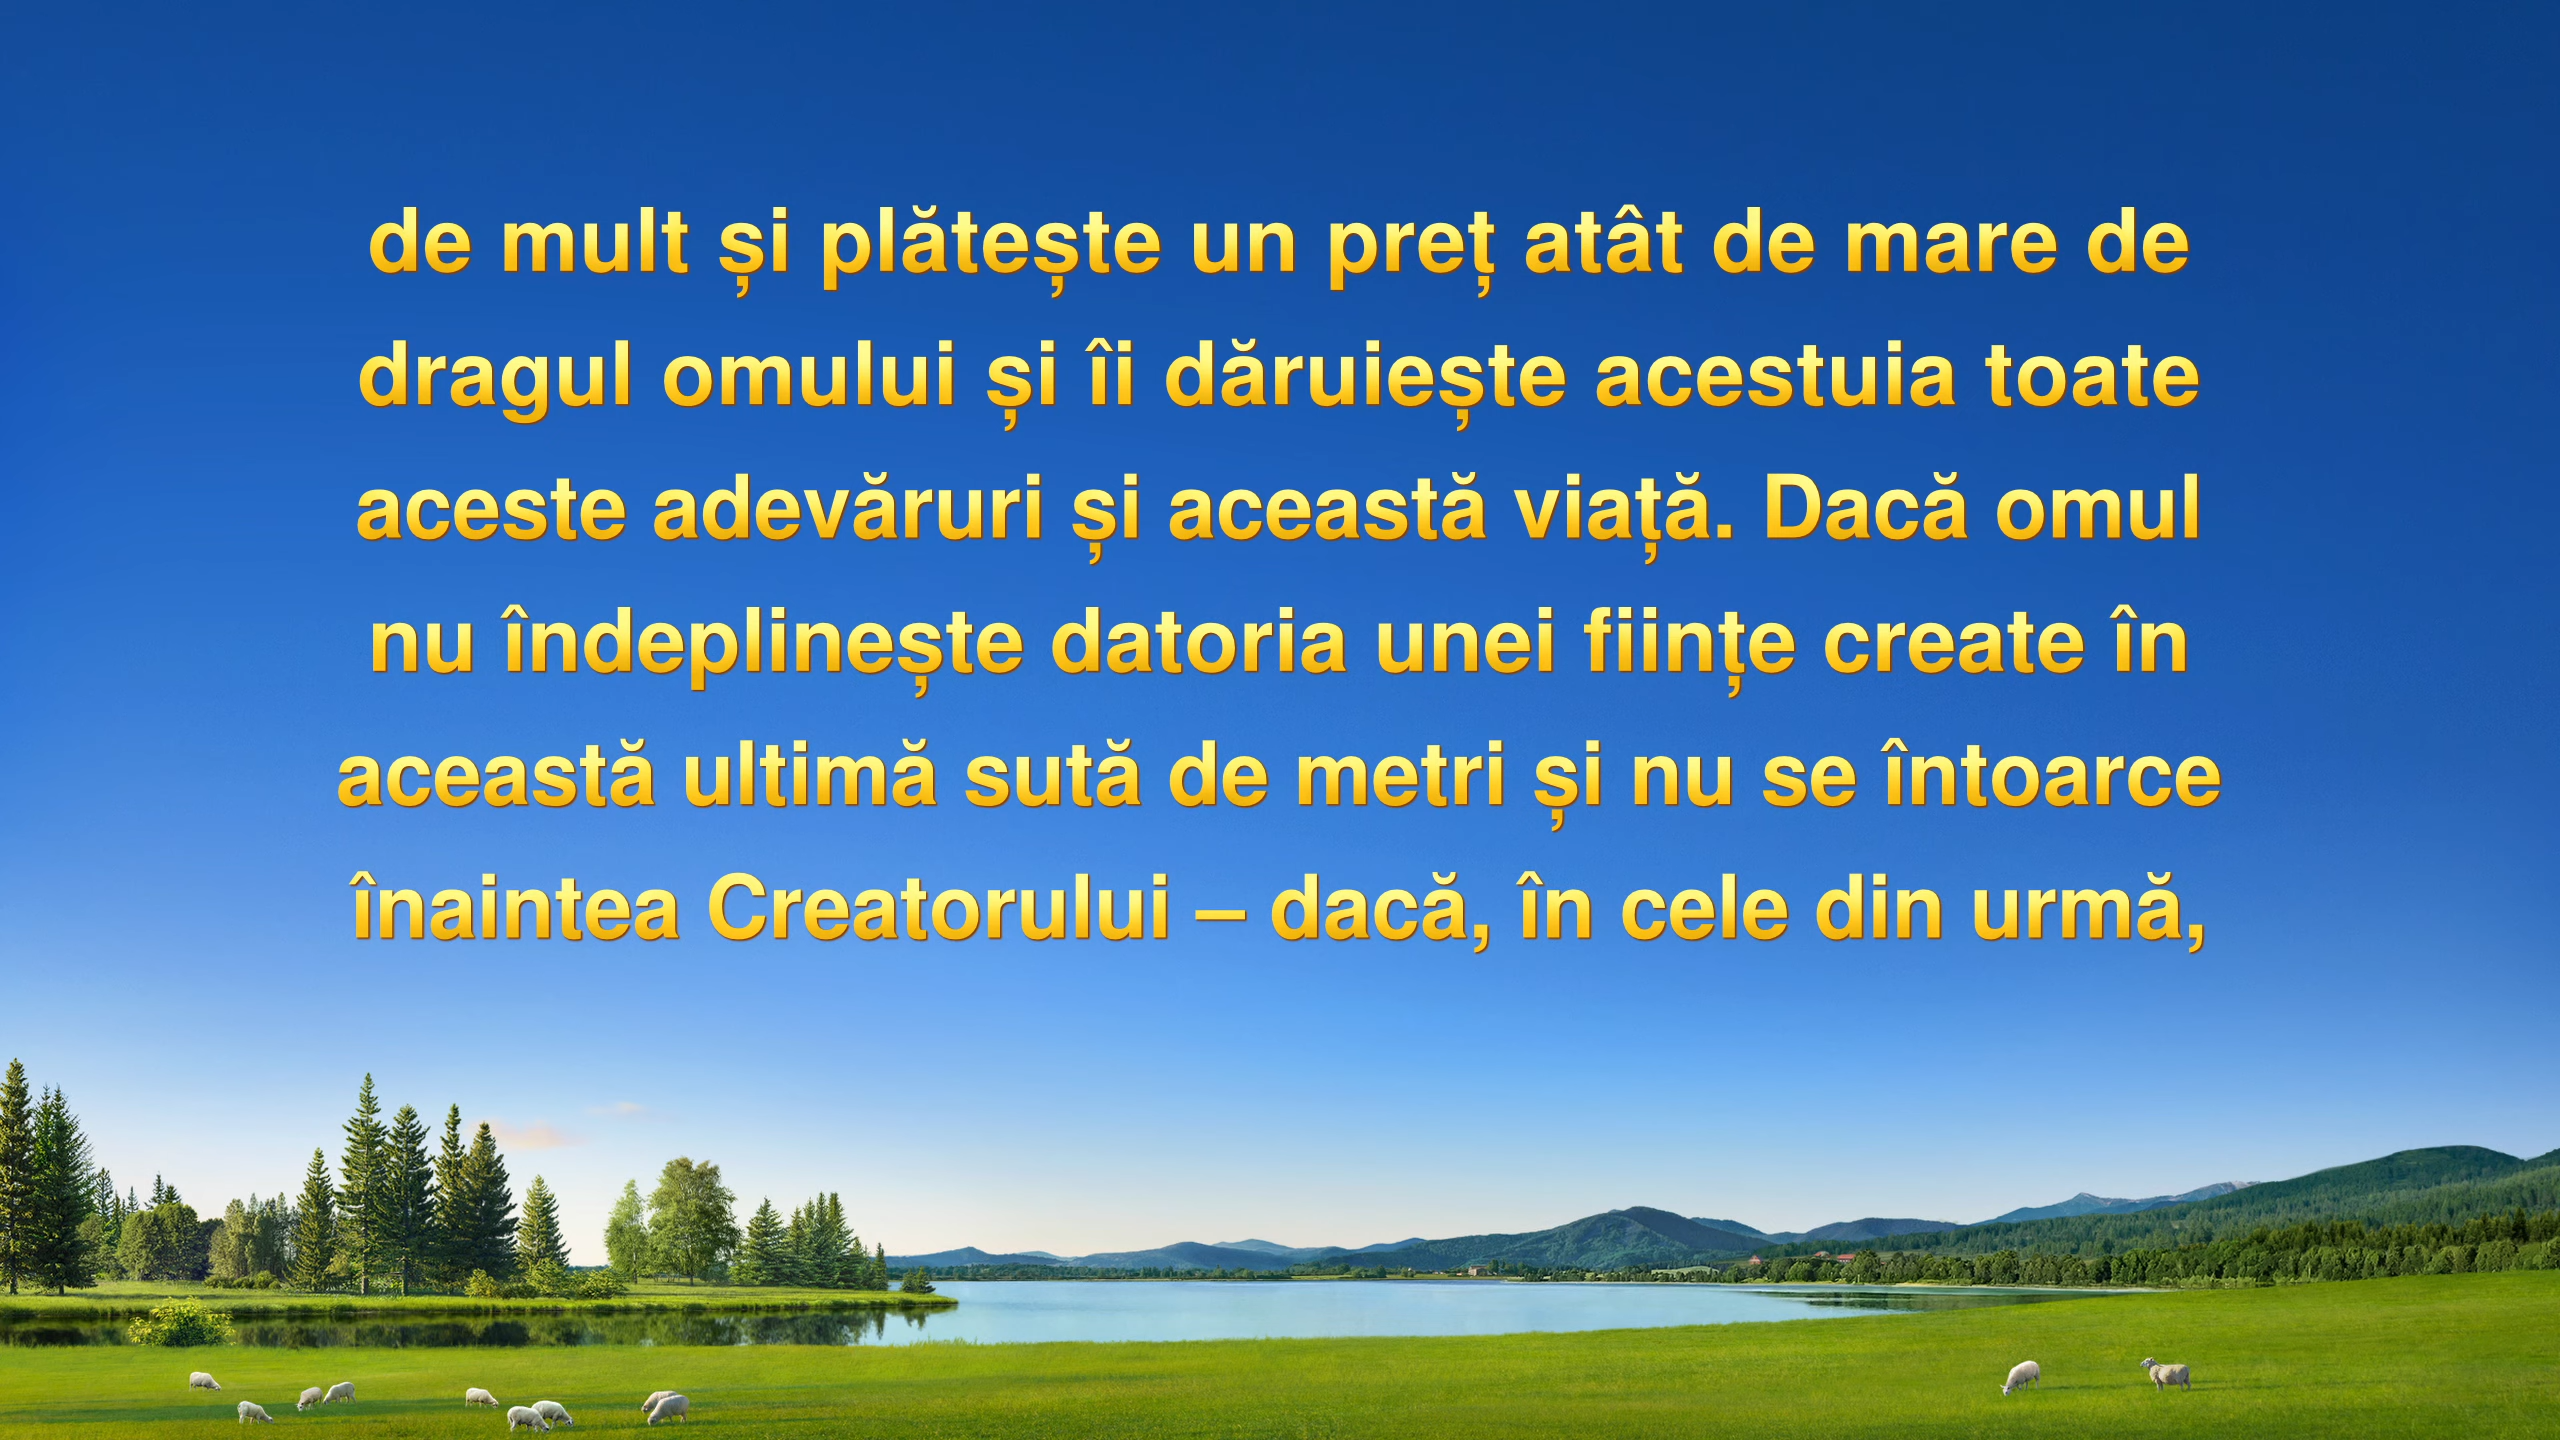 de mult și plătește un preț atât de mare de
dragul omului și îi dăruiește acestuia toate
aceste adevăruri și această viață. Dacă omul
nu îndeplinește datoria unei ființe create în
această ultimă sută de metri și nu se întoarce
înaintea Creatorului – dacă, în cele din urmă,